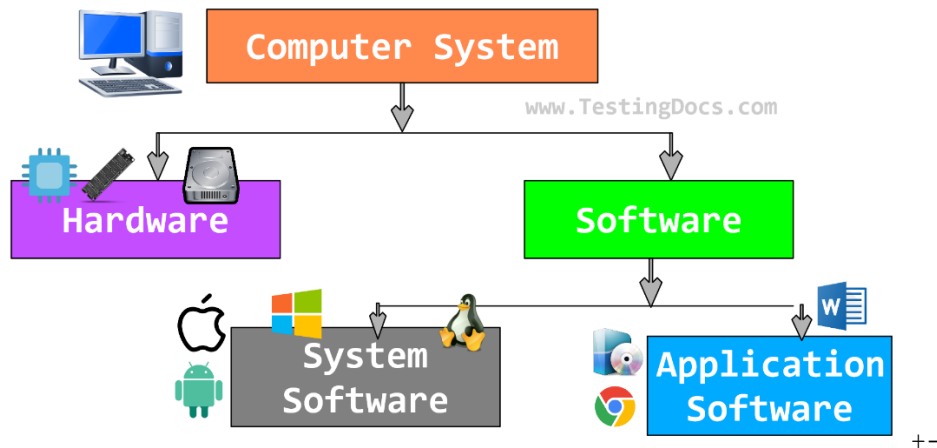 Computer System
www.TestingDocs.com
Hardware
Software
W
System
Software
Application
Software
+-